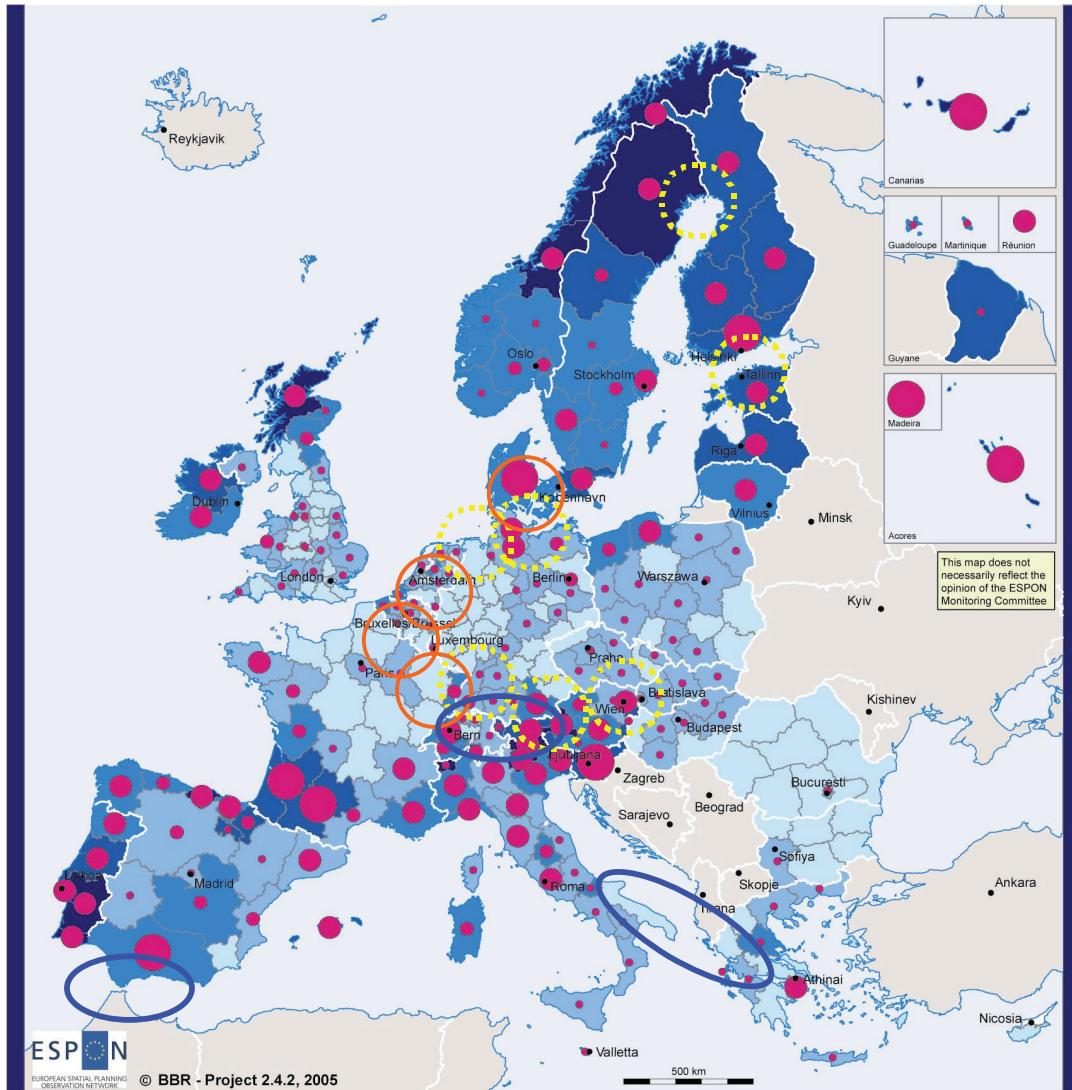 Reykjavik
Canarias
Guadeloupe
Martinique
Réunion
Guyane
Madeira
Acores
This map does not
necessarily reflect the
opinion of the ESPON
Monitoring Committee
Oslo
Helsinki
Stockholm
Tallinn
Riga
Dublin
København
Vilnius
Minsk
London
Amsterdam
Berlin
Warszawa
Kyiv
Bruxelles/Brussel
Luxembourg
Paris
Praha
Kishinev
Wien
Bratislava
Budapest
Bern
Ljubljana
Zagreb
Bucuresti
Beograd
Sarajevo
Sofiya
Lisboa
Madrid
Roma
Skopje
Tirana
Ankara
Athinai
Nicosia
Valletta
ESPON
EUROPEAN SPATIAL PLANNING
OBSERVATION NETWORK
© BBR - Project 2.4.2, 2005
500 km